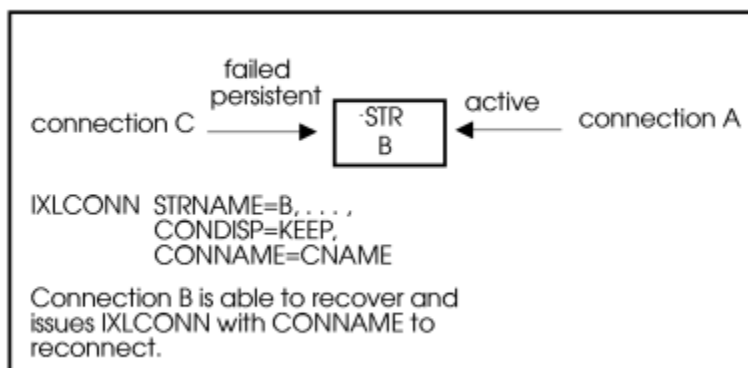 failed
persistent
connection C
-STR
B
active
connection A
IXLCONN STRNAME=B, . . . ,
CONDISP=KEEP,
CONNAME=CNAME
Connection B is able to recover and
issues IXLCONN with CONNAME to
reconnect.